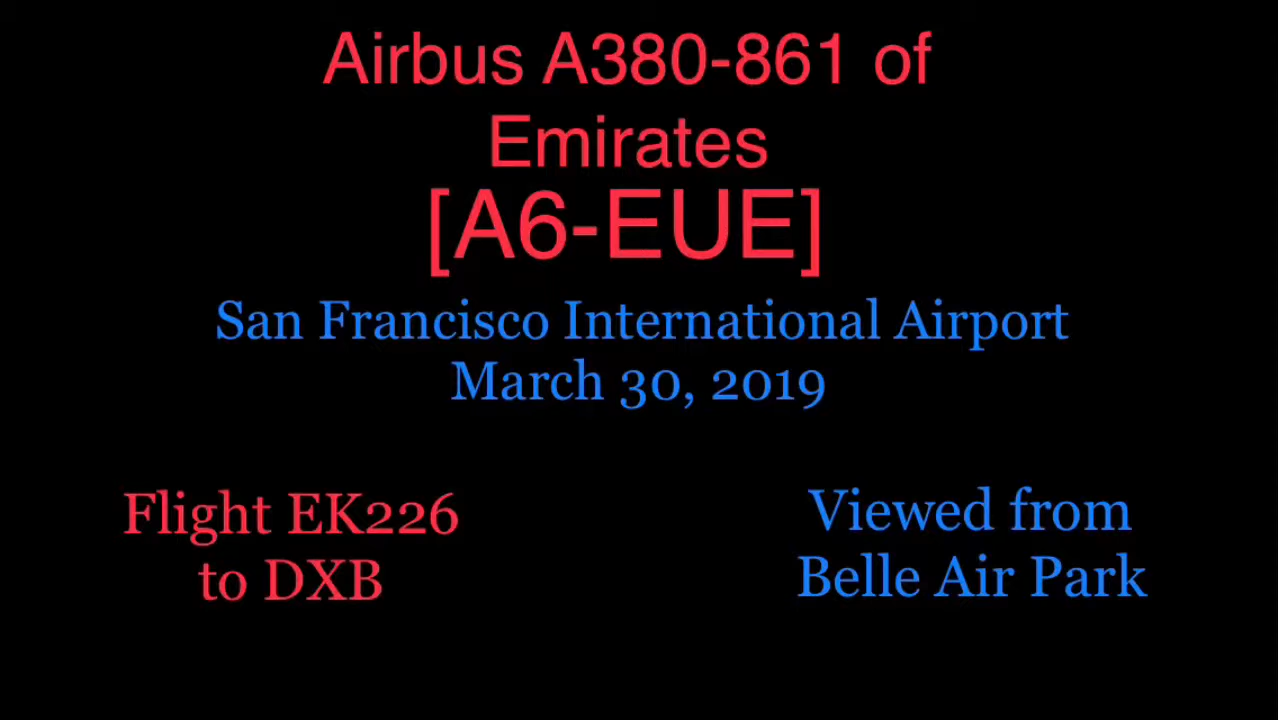 Airbus A380-861 of
Emirates
[A6-EUE]
San Francisco International Airport
March 30, 2019
Flight EK226
to DXB
Viewed from
Belle Air Park